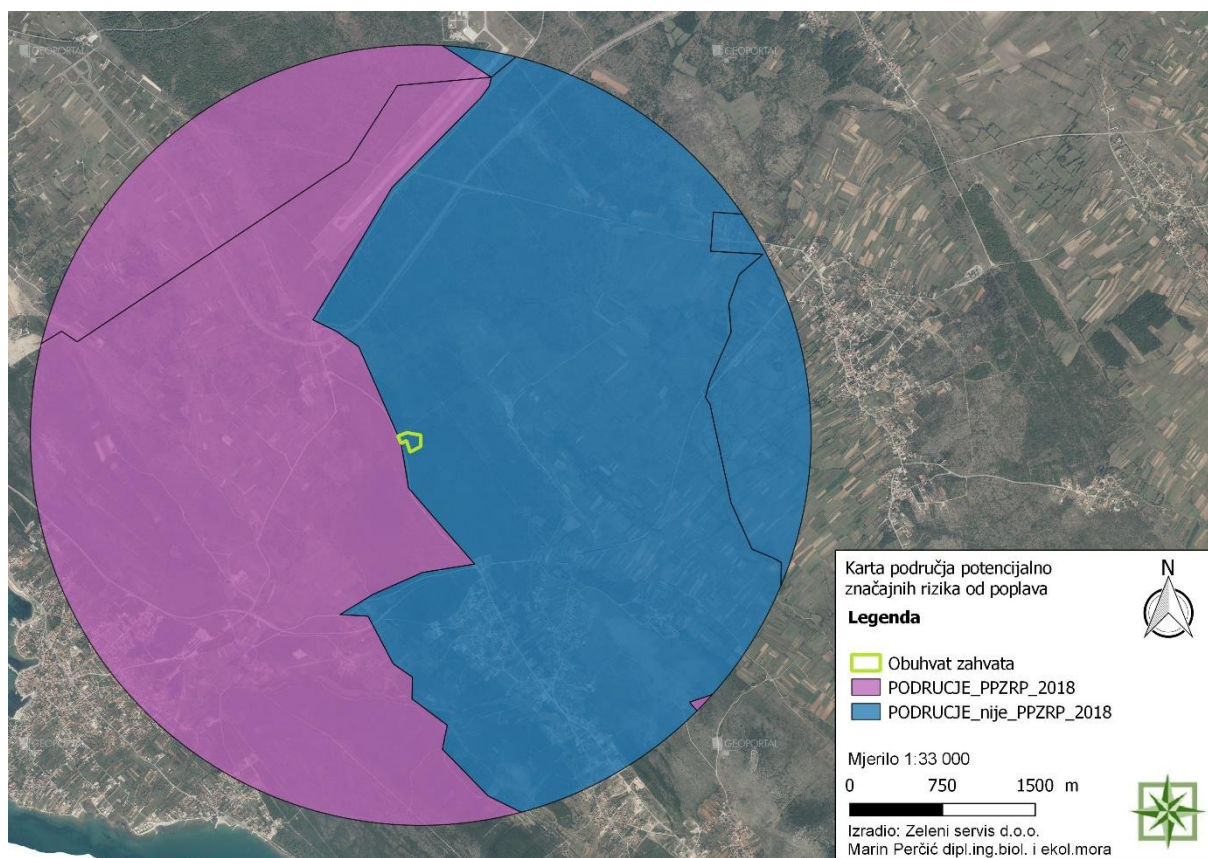 GEOPORTAL
GEOPORTAL
GEOPORTAL
GEOPORTAL
Karta područja potencijalno
značajnih rizika od poplava
N
Legenda
Obuhvat zahvata
PODRUCJE_PPZRP_2018
PODRUCJE_nije_PPZRP_2018
Mjerilo 1:33 000
0 750 1500 m
Izradio: Zeleni servis d.o.o.
Marin Perčić dipl.ing.biol. i ekol.mora